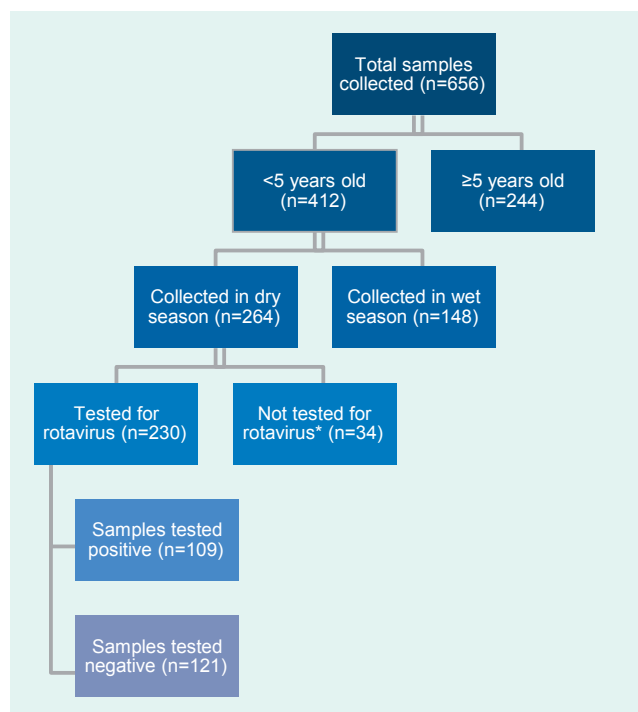 Total samples
collected (n=656)
<5 years old
(n=412)
≥5 years old
(n=244)
Collected in dry
season (n=264)
Collected in wet
season (n=148)
Tested for
rotavirus (n=230)
Not tested for
rotavirus* (n=34)
Samples tested
positive (n=109)
Samples tested
negative (n=121)